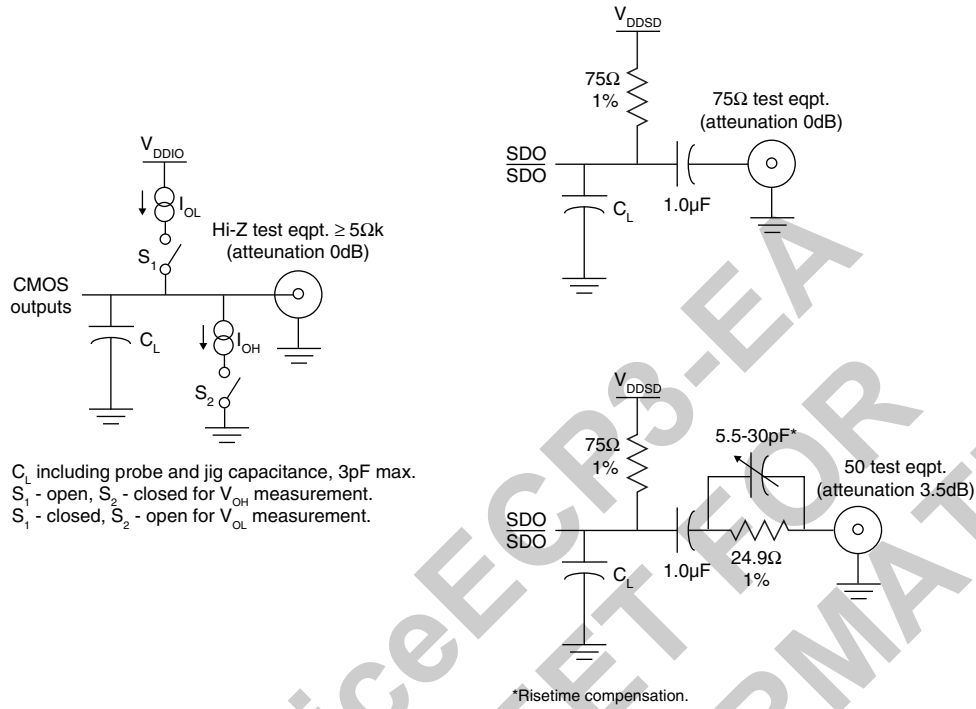 V_DDIO
I_OL
S_1
Hi-Z test eqpt. ≥ 5Ωk
(atteunation 0dB)
CMOS
outputs
C_L
I_OH
S_2
C_L including probe and jig capacitance, 3pF max.
S_1 - open, S_2 - closed for V_OH measurement.
S_1 - closed, S_2 - open for V_OL measurement.
V_DDSD
75Ω
1%
75Ω test eqpt.
(atteunation 0dB)
SDO
SDO
C_L
1.0µF
V_DDSD
75Ω
1%
5.5-30pF*
50 test eqpt.
(atteunation 3.5dB)
SDO
SDO
C_L
1.0µF
24.9Ω
1%
*Risetime compensation.